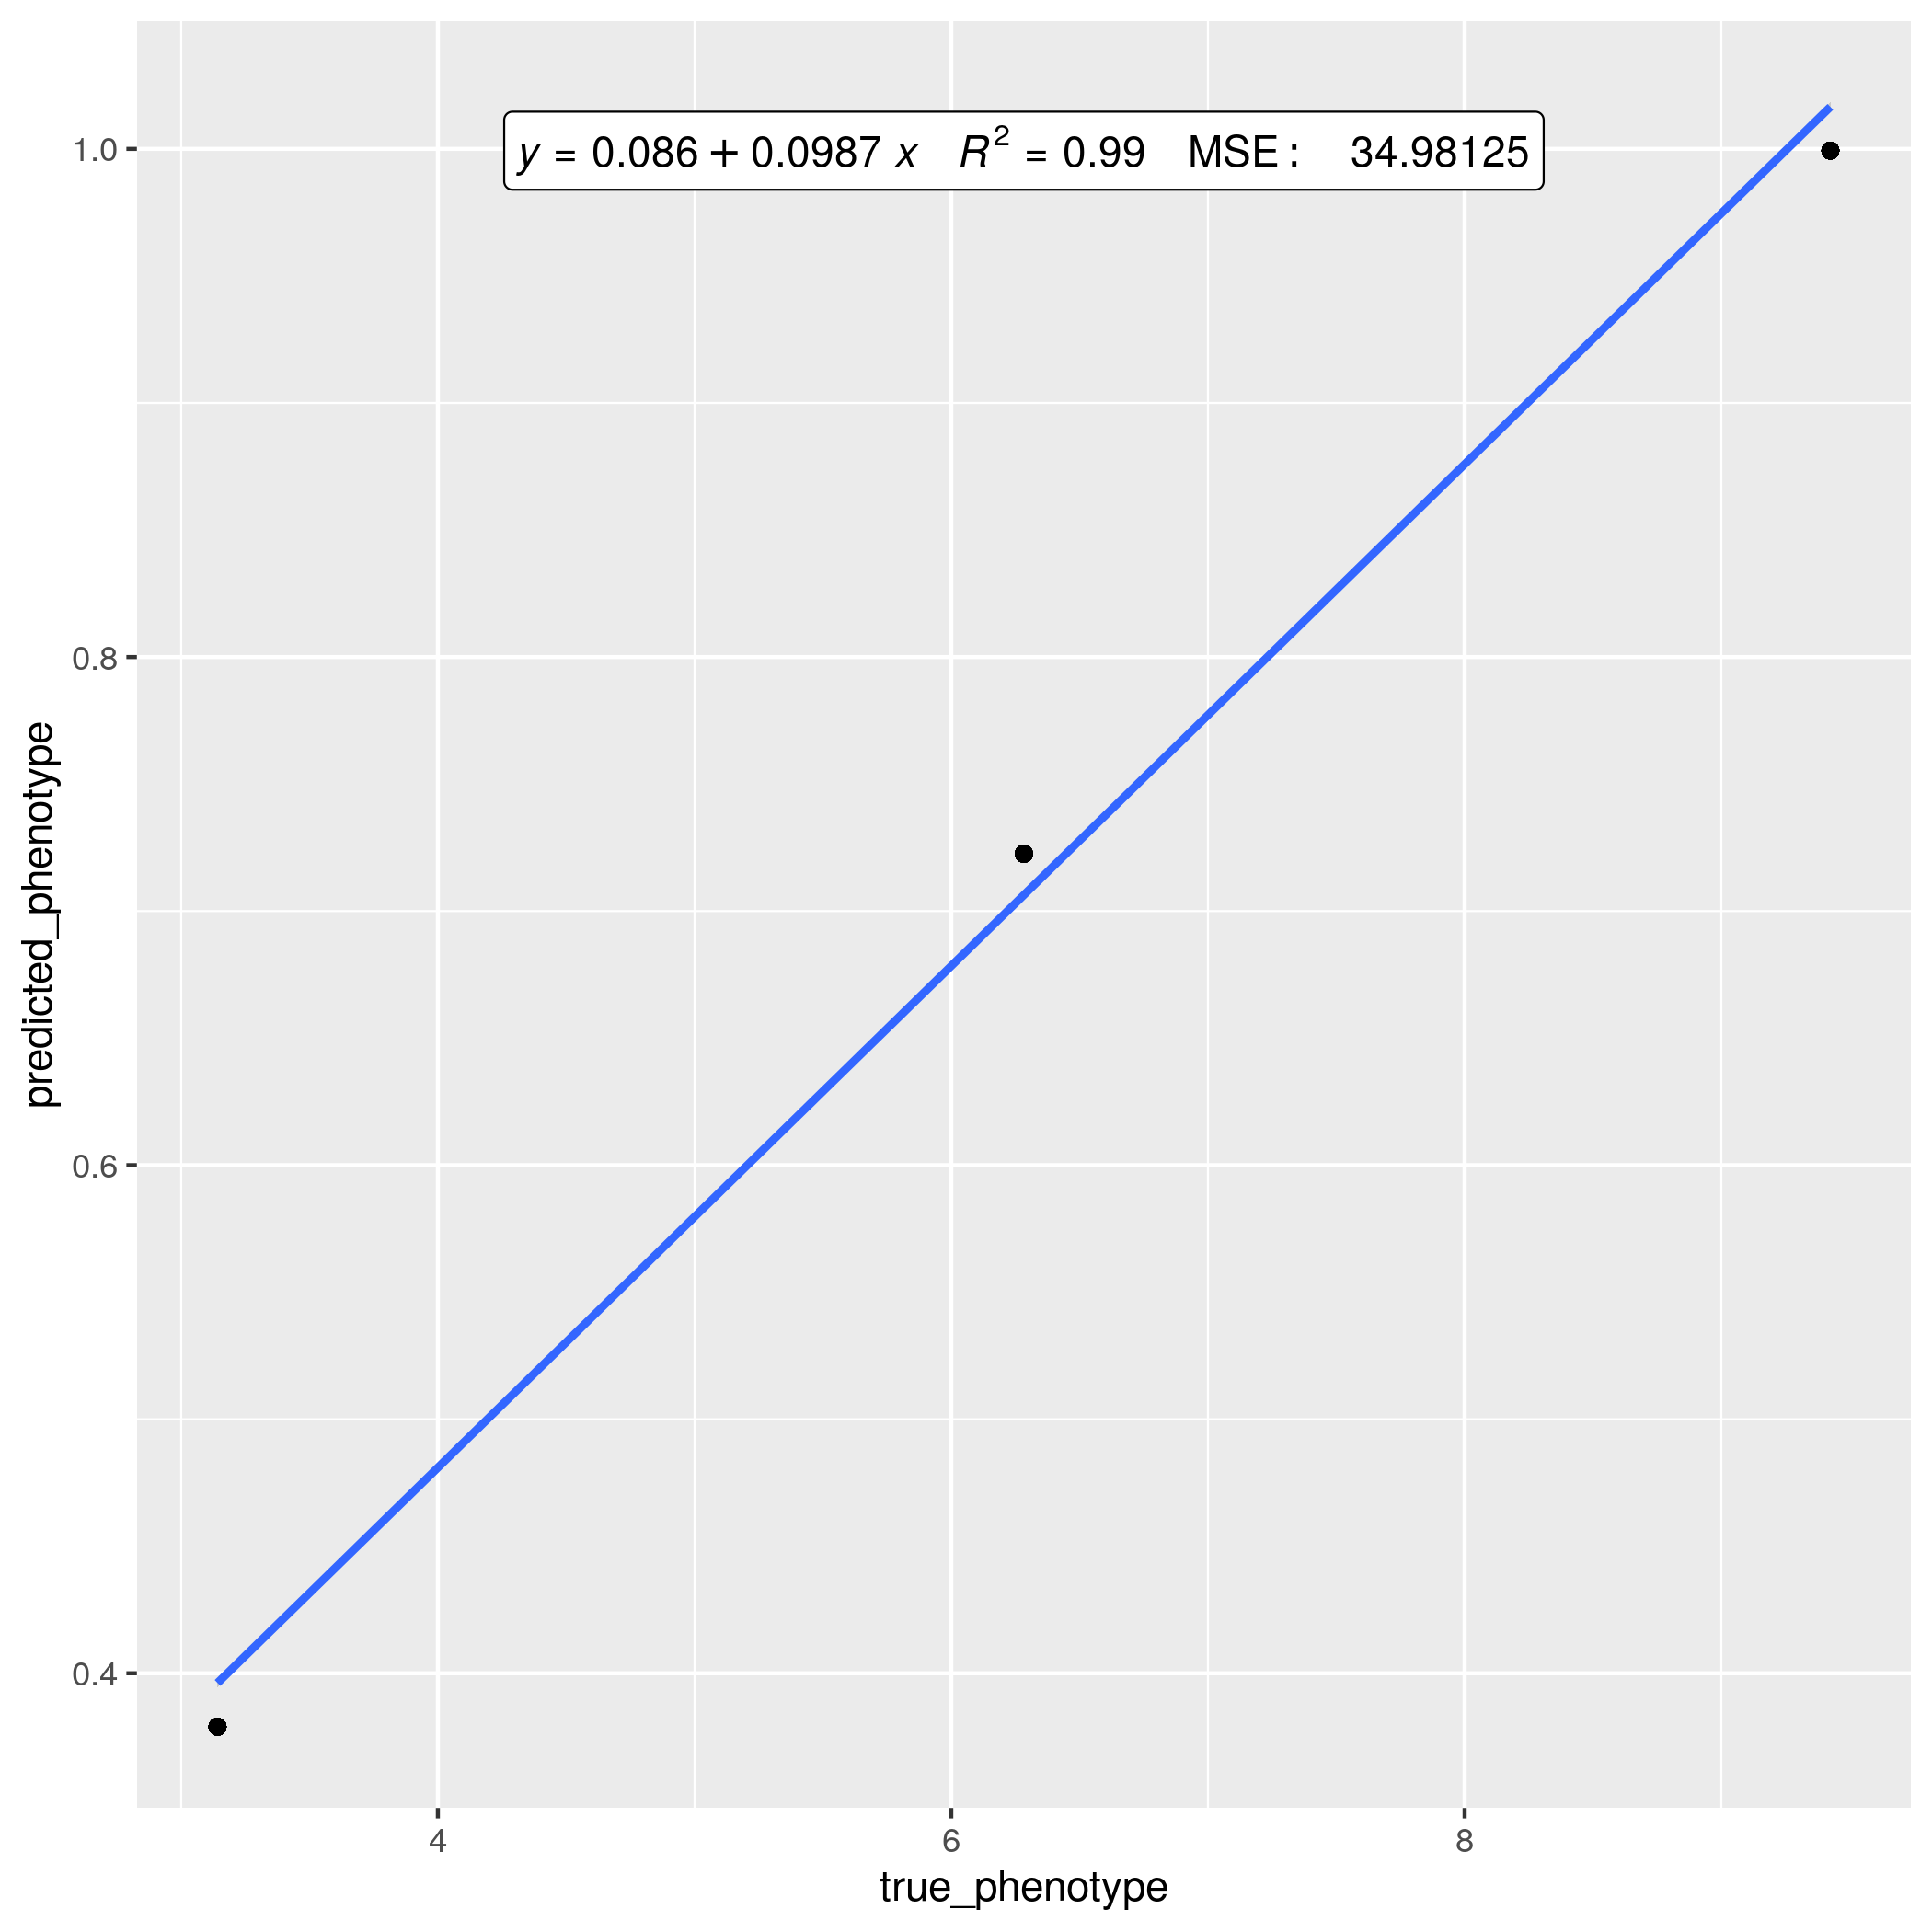 y = 0.086 + 0.0987 x R² = 0.99 MSE : 34.98125
1.0
0.8
0.6
0.4
predicted_phenotype
4 6 8
true_phenotype